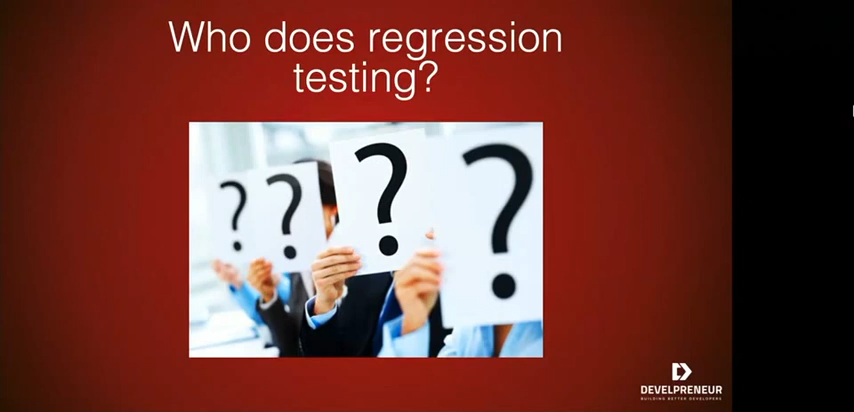 Who does regression
testing?
? ? ? ?
DEVELPRENEUR
BUILDING BETTER DEVELOPERS